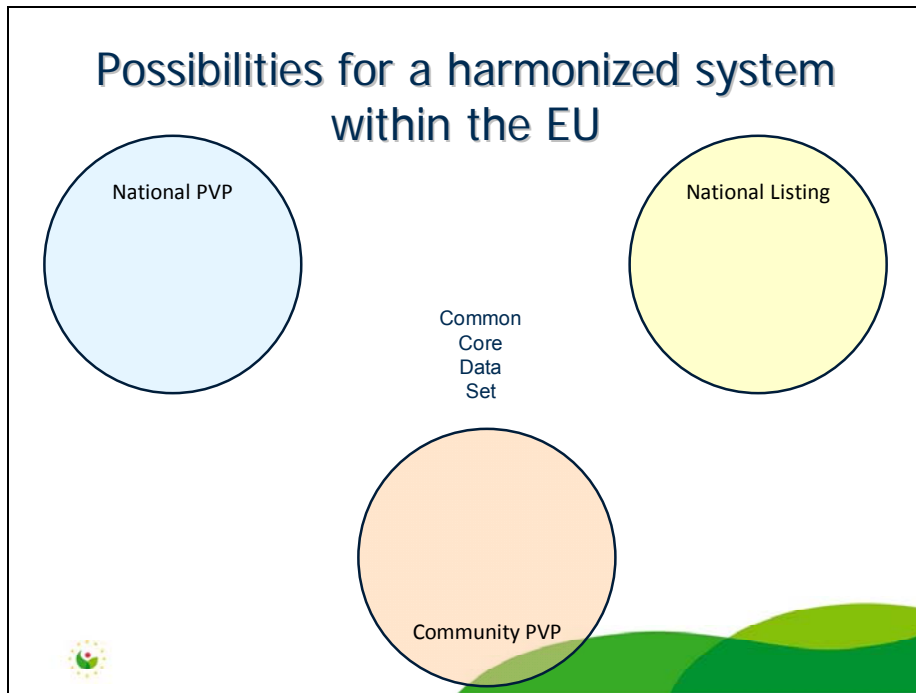 Possibilities for a harmonized system
within the EU
National PVP
National Listing
Common
Core
Data
Set
Community PVP